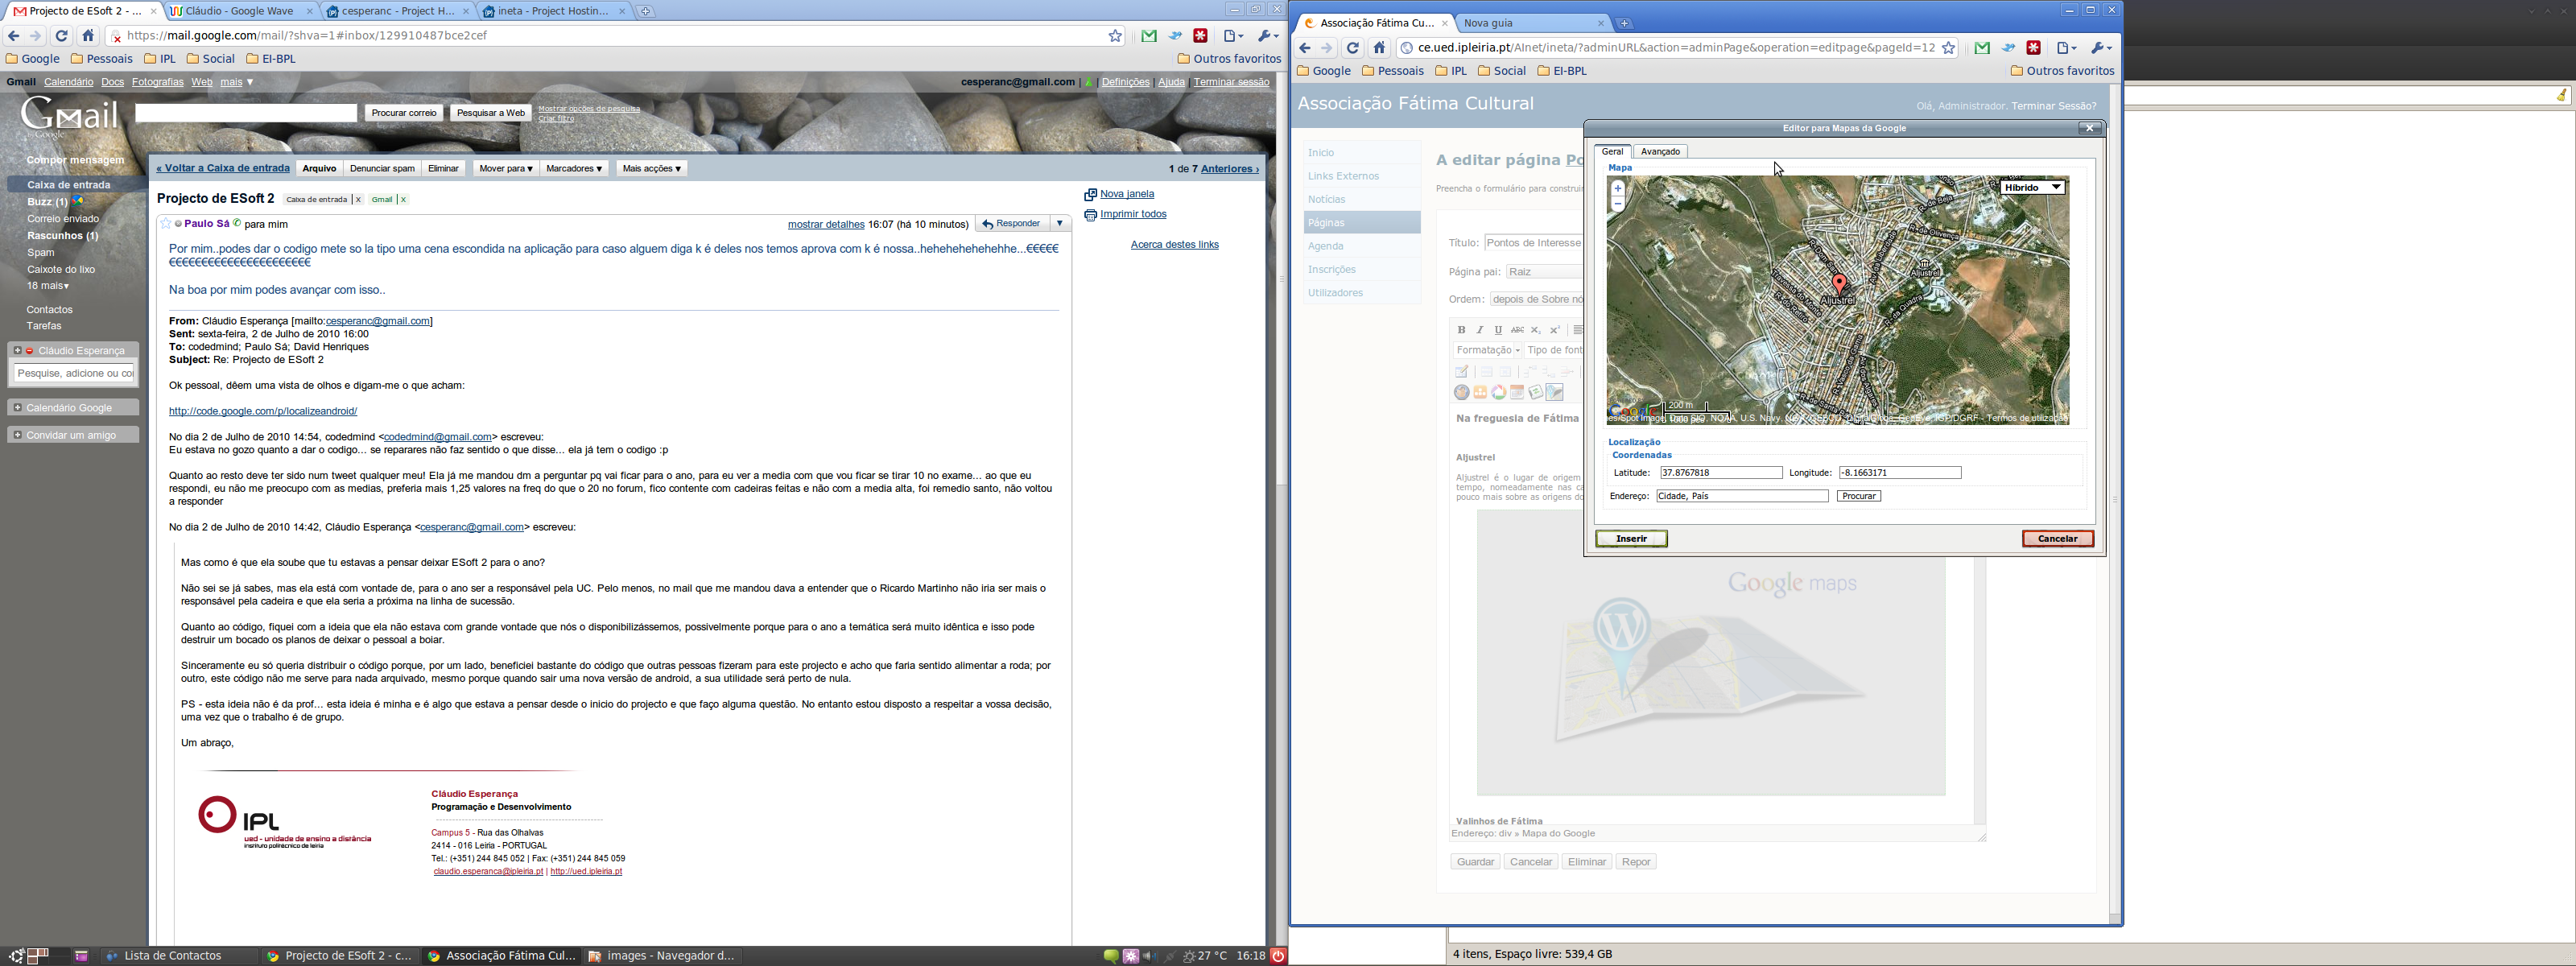 Projecto de ESoft 2 - ...
Cláudio - Google Wave
cesperanc - Project H...
ineta - Project Hostin...
https://mail.google.com/mail/?shva=1#inbox/129910487bce2cef
Google Pessoais IPL Social EI-BPL
Outros favoritos
Gmail Calendário Docs Fotografias Web mais ▼
cesperanc@gmail.com | Definições | Ajuda | Terminar sessão
Gmail
by Google
Procurar correio Pesquisar a Web
Mostrar opções de pesquisa
Criar filtro
Compor mensagem
Caixa de entrada
Buzz (1)
Correio enviado
Rascunhos (1)
Spam
Caixote do lixo
18 mais▼
Contactos
Tarefas
Cláudio Esperança
Pesquise, adicione ou co
Calendário Google
Convidar um amigo
« Voltar a Caixa de entrada Arquivo Denunciar spam Eliminar Mover para ▼ Marcadores ▼ Mais acções ▼
1 de 7 Anteriores ›
Projecto de ESoft 2 Caixa de entrada | X Gmail | X
Nova janela
Imprimir todos
Acerca destes links
Paulo Sá para mim
mostrar detalhes 16:07 (há 10 minutos) Responder ▼
Por mim..podes dar o codigo mete so la tipo uma cena escondida na aplicação para caso alguem diga k é deles nos temos aprova com k é nossa..hehehehehehehhe...€€€€€
€€€€€€€€€€€€€€€€€€€€€€
Na boa por mim podes avançar com isso..
From: Cláudio Esperança [mailto:cesperanc@gmail.com]
Sent: sexta-feira, 2 de Julho de 2010 16:00
To: codedmind; Paulo Sá; David Henriques
Subject: Re: Projecto de ESoft 2
Ok pessoal, dêem uma vista de olhos e digam-me o que acham:
http://code.google.com/p/localizeandroid/
No dia 2 de Julho de 2010 14:54, codedmind <codedmind@gmail.com> escreveu:
Eu estava no gozo quanto a dar o codigo... se reparares não faz sentido o que disse... ela já tem o codigo :p
Quanto ao resto deve ter sido num tweet qualquer meu! Ela já me mandou dm a perguntar pq vai ficar para o ano, para eu ver a media com que vou ficar se tirar 10 no exame... ao que eu
respondi, eu não me preocupo com as medias, preferia mais 1,25 valores na freq do que o 20 no forum, fico contente com cadeiras feitas e não com a media alta, foi remedio santo, não voltou
a responder
No dia 2 de Julho de 2010 14:42, Cláudio Esperança <cesperanc@gmail.com> escreveu:
Mas como é que ela soube que tu estavas a pensar deixar ESoft 2 para o ano?
Não sei se já sabes, mas ela está com vontade de, para o ano ser a responsável pela UC. Pelo menos, no mail que me mandou dava a entender que o Ricardo Martinho não iria ser mais o
responsável pela cadeira e que ela seria a próxima na linha de sucessão.
Quanto ao código, fiquei com a ideia que ela não estava com grande vontade que nós o disponibilizássemos, possivelmente porque para o ano a temática será muito idêntica e isso pode
destruir um bocado os planos de deixar o pessoal a boiar.
Sinceramente eu só queria distribuir o código porque, por um lado, beneficiei bastante do código que outras pessoas fizeram para este projecto e acho que faria sentido alimentar a roda; por
outro, este código não me serve para nada arquivado, mesmo porque quando sair uma nova versão de android, a sua utilidade será perto de nula.
PS - esta ideia não é da prof... esta ideia é minha e é algo que estava a pensar desde o inicio do projecto e que faço alguma questão. No entanto estou disposto a respeitar a vossa decisão,
uma vez que o trabalho é de grupo.
Um abraço,
IPL
ued - unidade de ensino a distância
instituto politécnico de leiria
Cláudio Esperança
Programação e Desenvolvimento
Campus 5 - Rua das Olhalvas
2414 - 016 Leiria - PORTUGAL
Tel.: (+351) 244 845 052 | Fax: (+351) 244 845 059
claudio.esperanca@ipleiria.pt | http://ued.ipleiria.pt
Lista de Contactos
Projecto de ESoft 2 - c...
Associação Fátima Cul...
images - Navegador d...
27 °C 16:18
Associação Fátima Cu...
Nova guia
ce.ued.ipleiria.pt/AInet/ineta/?adminURL&action=adminPage&operation=editpage&pageId=12
Google Pessoais IPL Social EI-BPL
Outros favoritos
Associação Fátima Cultural
Olá, Administrador. Terminar Sessão?
Inicio
Links Externos
Notícias
Páginas
Agenda
Inscrições
Utilizadores
A editar página Po
Preencha o formulário para construir
Título: Pontos de Interesse
Página pai: Raiz
Ordem: depois de Sobre nó
B I U ABC X₂ X²
Formatação Tipo de font
Na freguesia de Fátima
Aljustrel
Aljustrel é o lugar de origem
tempo, nomeadamente nas ca
pouco mais sobre as origens do
Google maps
Valinhos de Fátima
Endereço: div » Mapa do Google
Guardar Cancelar Eliminar Repor
Editor para Mapas da Google
Geral Avançado
Mapa
Híbrido
R. de Beja
R. de Olivença
Aljustrel
Aljustrel
R. da Quadra
Google
200 m
Localização
Coordenadas
Latitude: 37.8767818 Longitude: -8.1663171
Endereço: Cidade, País Procurar
Inserir Cancelar
4 itens, Espaço livre: 539,4 GB